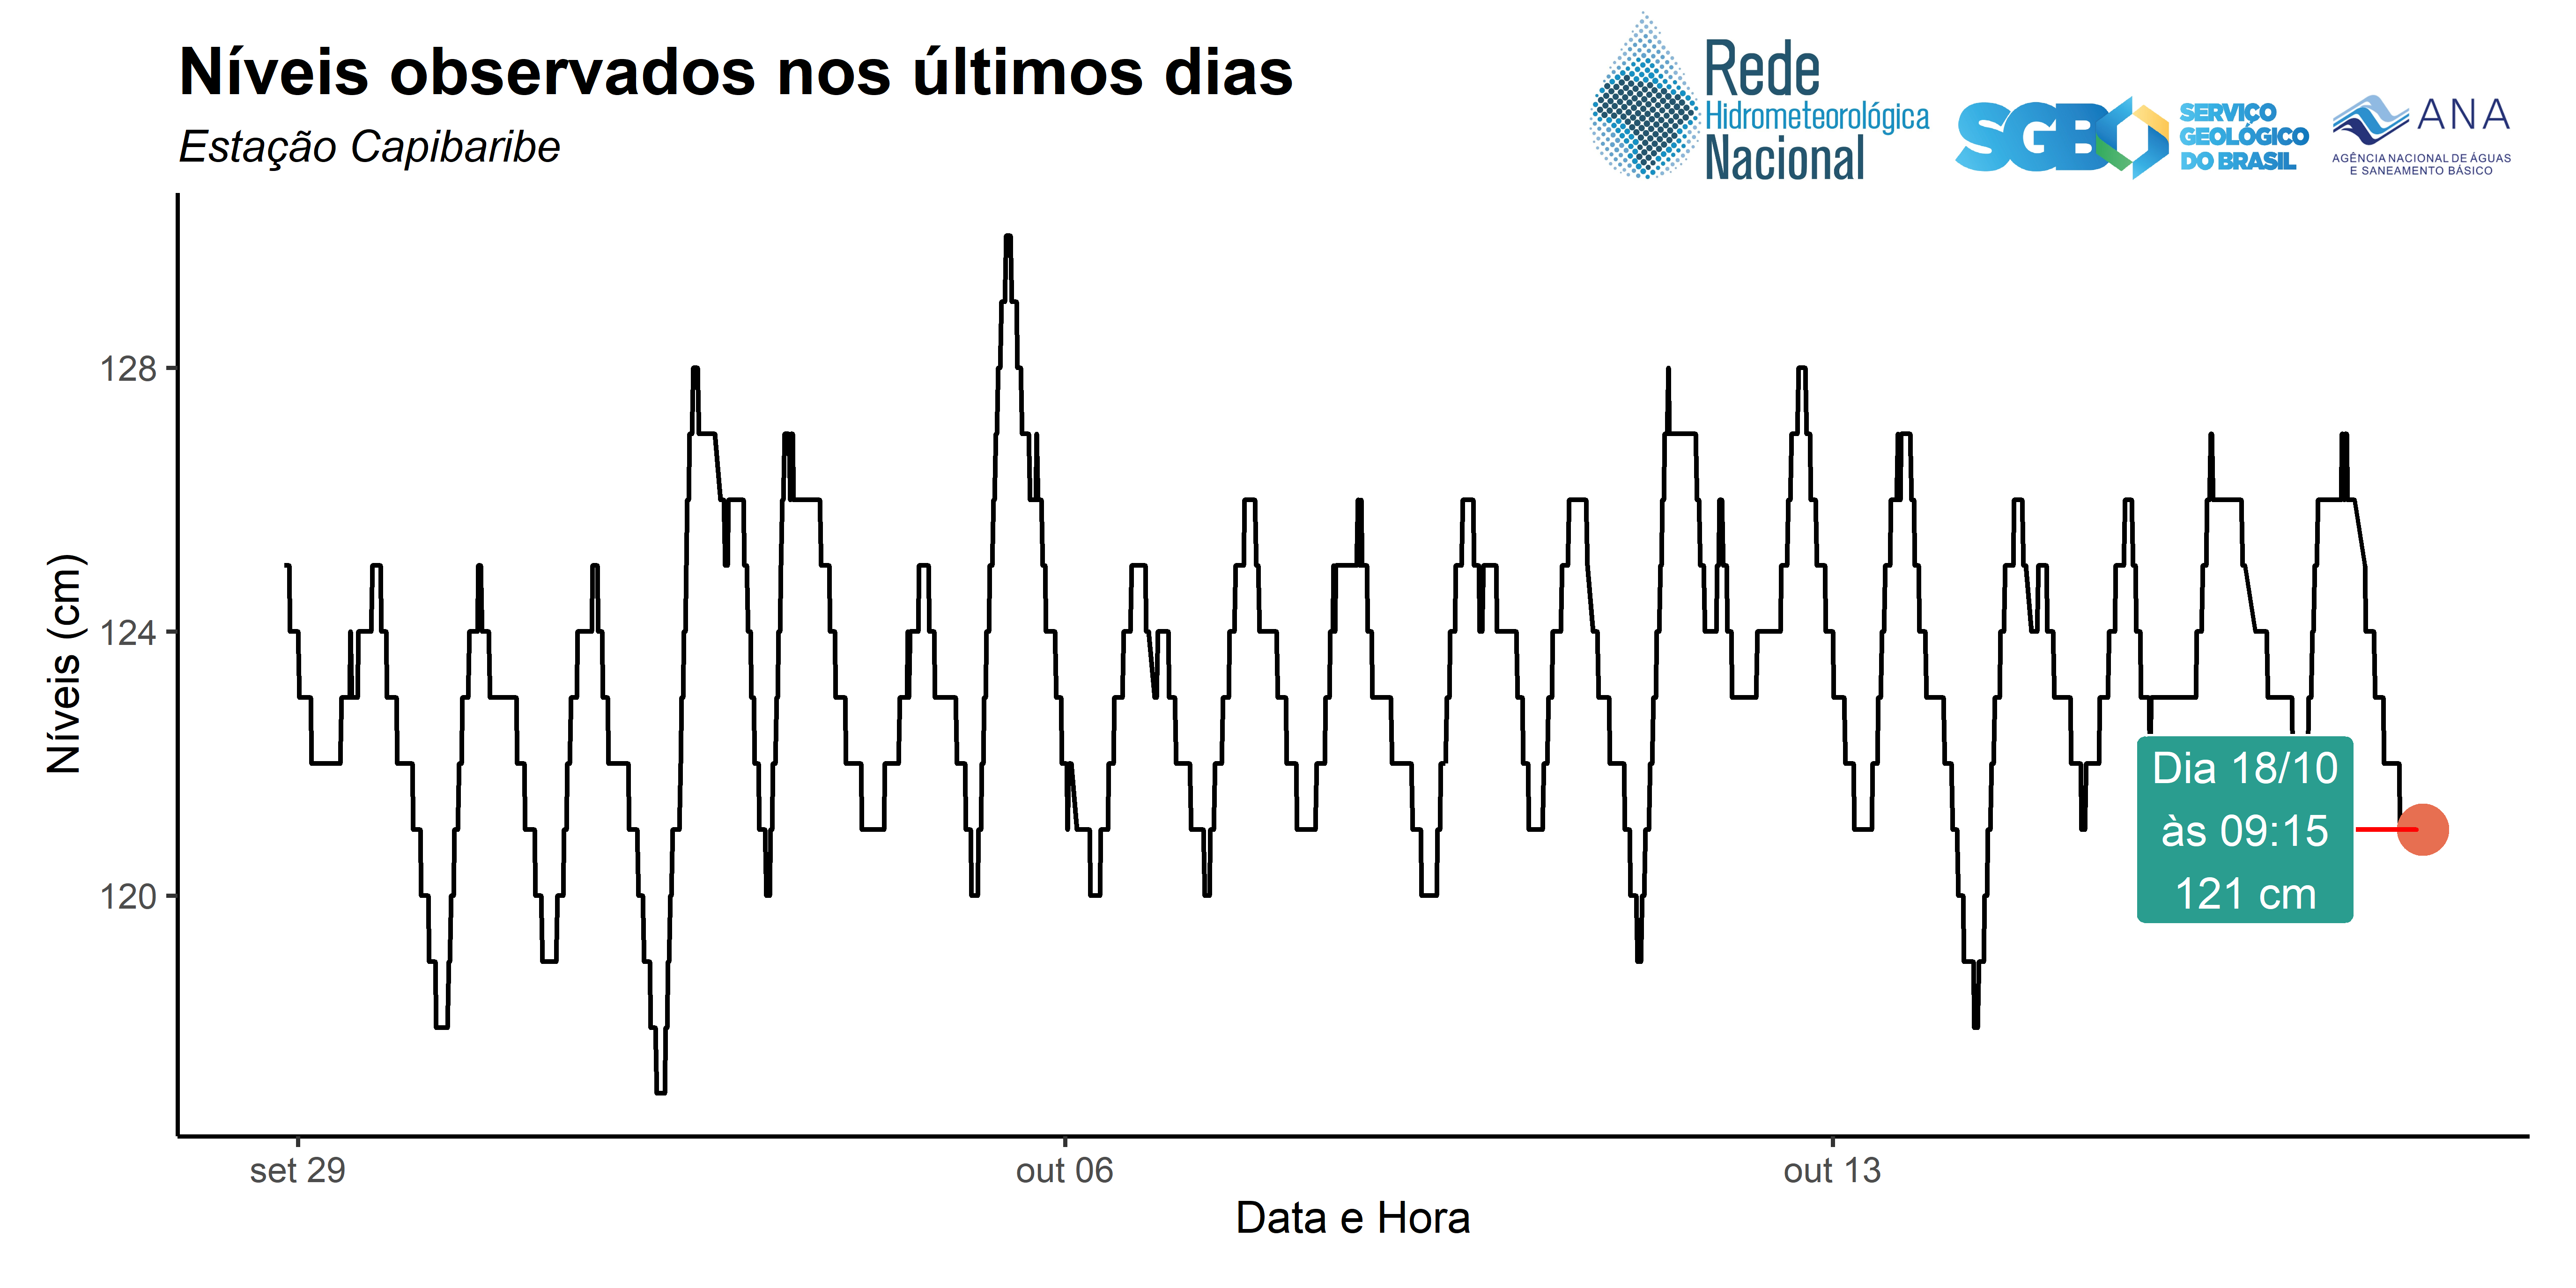 Níveis observados nos últimos dias
Estação Capibaribe
Rede
Hidrometeorológica
Nacional
SGB
SERVIÇO
GEOLÓGICO
DO BRASIL
ANA
AGÊNCIA NACIONAL DE ÁGUAS
E SANEAMENTO BÁSICO
Níveis (cm)
128
124
120
Dia 18/10
às 09:15
121 cm
set 29
out 06
out 13
Data e Hora